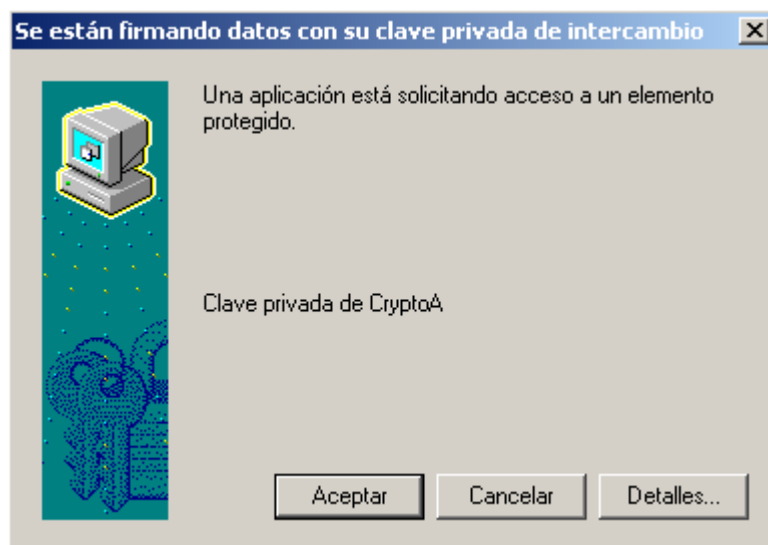 Se están firmando datos con su clave privada de intercambio
Una aplicación está solicitando acceso a un elemento
protegido.
Clave privada de CryptoA
Aceptar
Cancelar
Detalles...